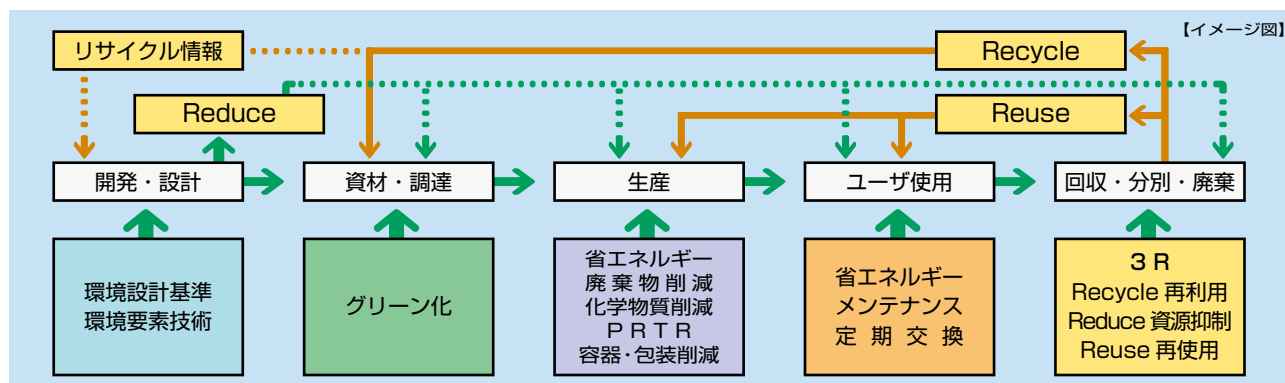 【イメージ図】
リサイクル情報
Recycle
Reduce
Reuse
開発・設計
資材・調達
生産
ユーザ使用
回収・分別・廃棄
環境設計基準
環境要素技術
グリーン化
省エネルギー
廃棄物削減
化学物質削減
PRTR
容器・包装削減
省エネルギー
メンテナンス
定期交換
3 R
Recycle 再利用
Reduce 資源抑制
Reuse 再使用